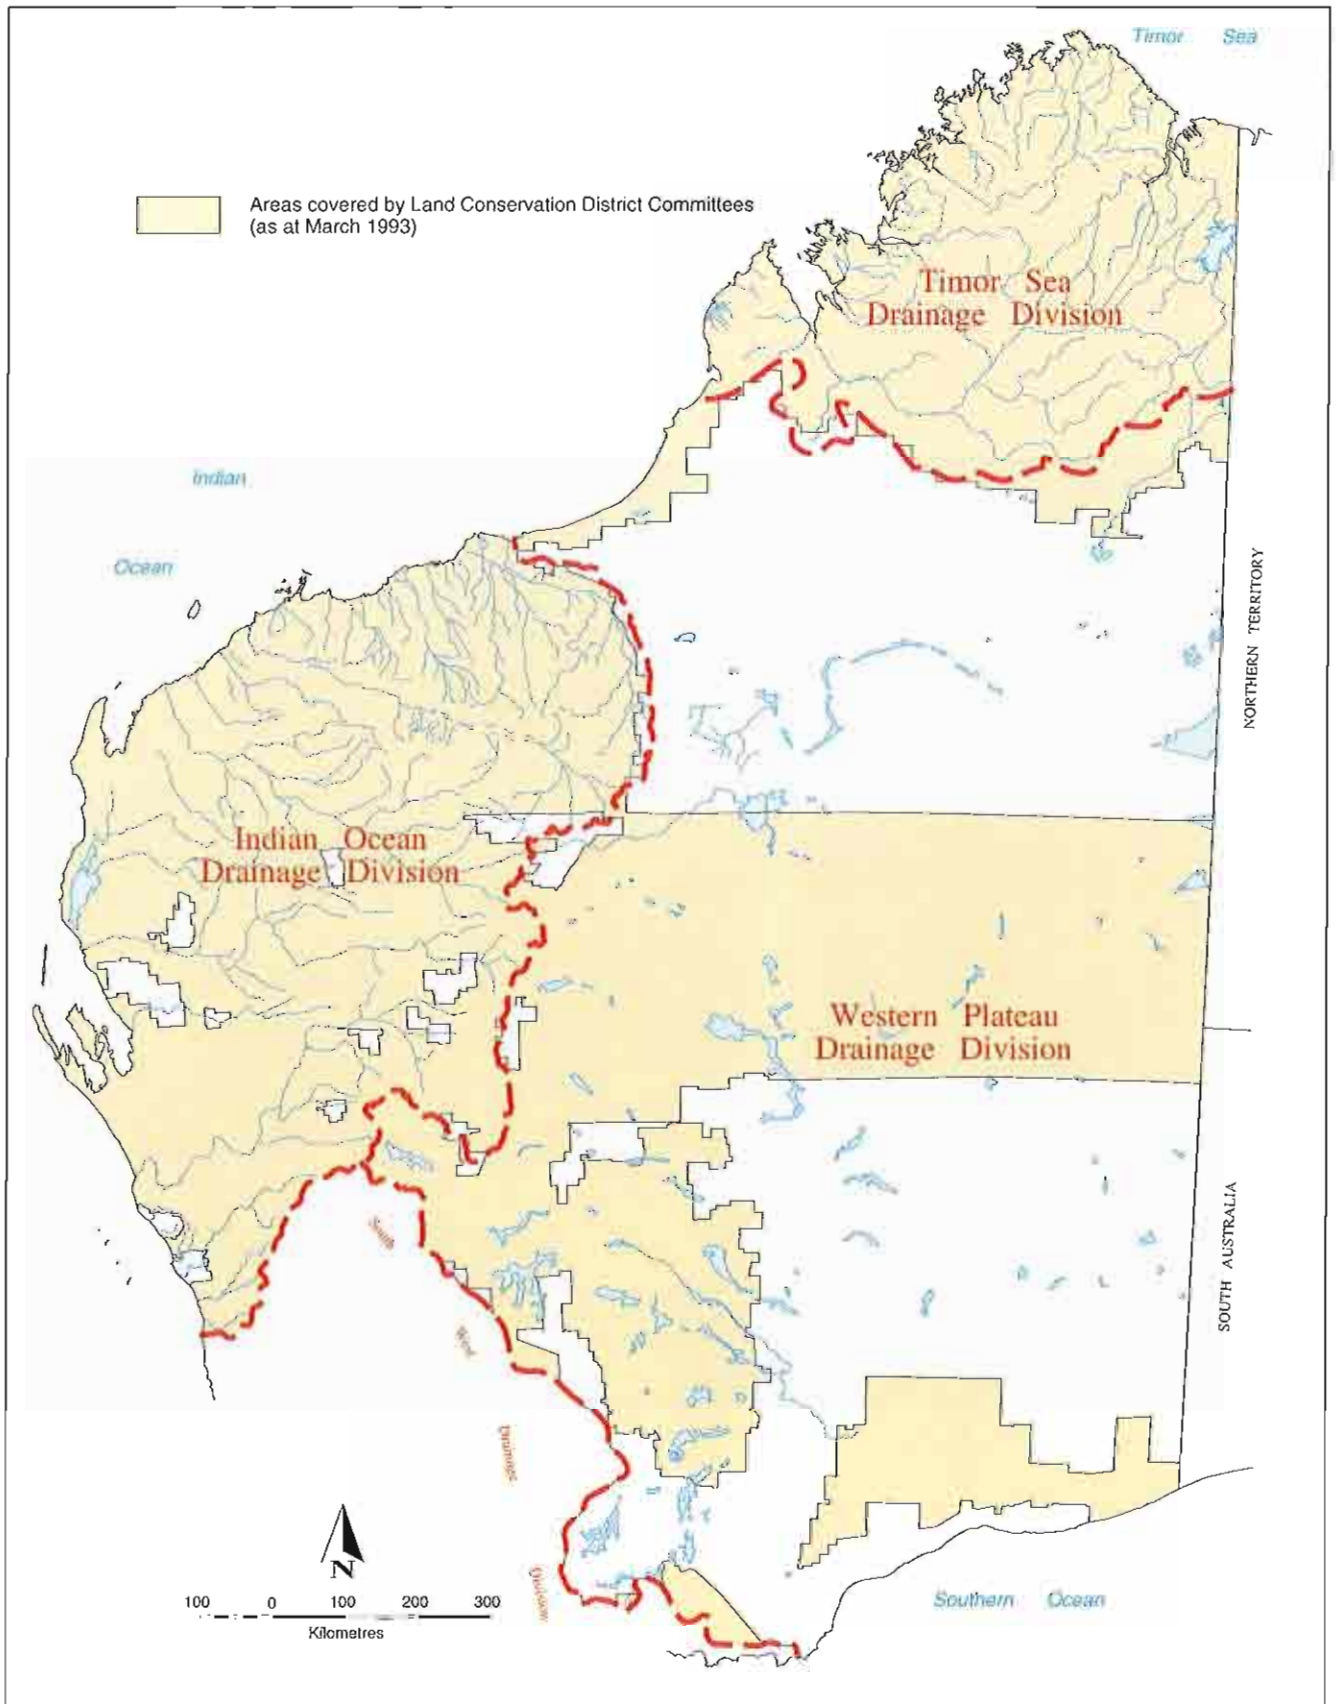 Timor Sea
Areas covered by Land Conservation District Committees
(as at March 1993)
Timor Sea
Drainage Division
Indian
Ocean
NORTHERN TERRITORY
Indian Ocean
Drainage Division
Western Plateau
Drainage Division
South
West
Drainage
Division
SOUTH AUSTRALIA
N
100 0 100 200 300
Kilometres
Southern Ocean